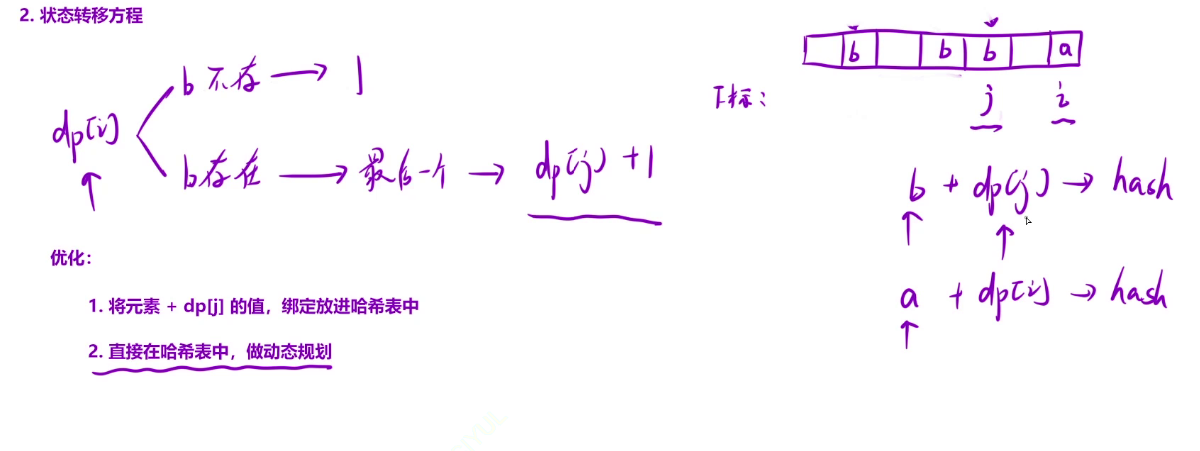 2. 状态转移方程
b 不存 → 1
dp[i]
b存在 → 最后一个 → dp[j] + 1
b b b a
下标：
j i
b + dp[j] → hash
a + dp[i] → hash
优化：
1. 将元素 + dp[j] 的值，绑定放进哈希表中
2. 直接在哈希表中，做动态规划